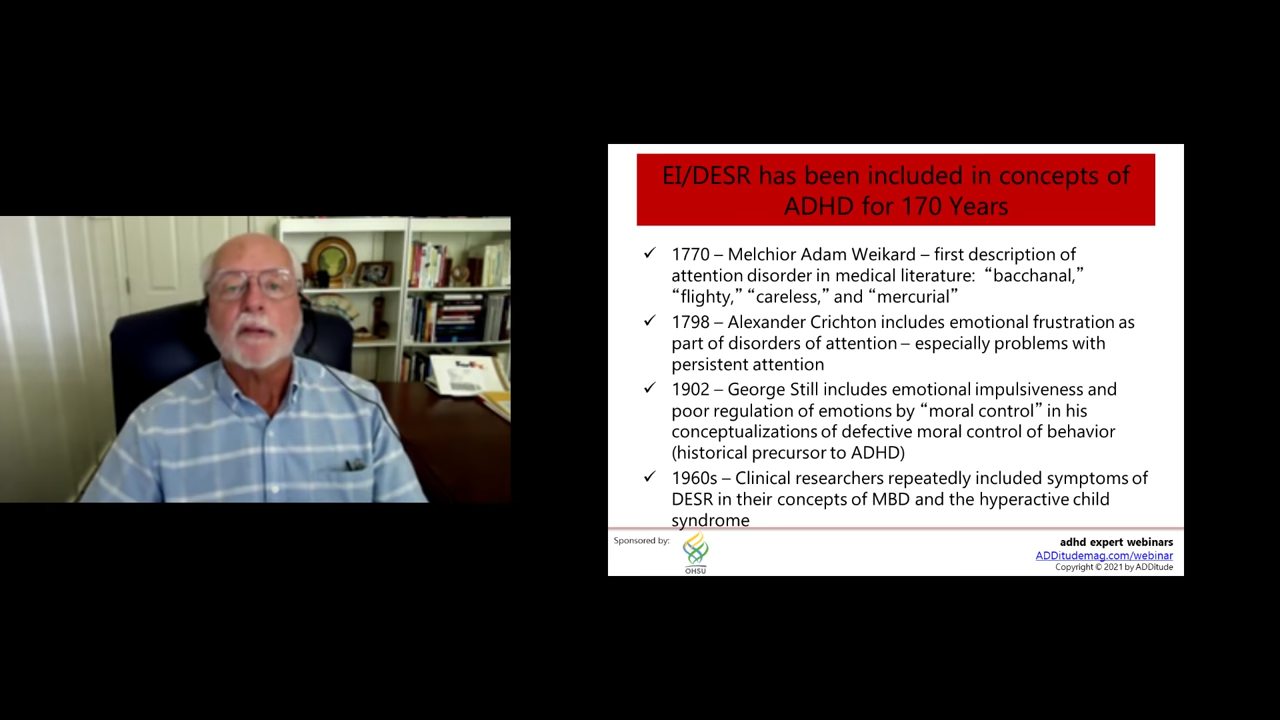 EI/DESR has been included in concepts of
ADHD for 170 Years
✓ 1770 – Melchior Adam Weikard – first description of
attention disorder in medical literature: “bacchanal,”
“flighty,” “careless,” and “mercurial”
✓ 1798 – Alexander Crichton includes emotional frustration as
part of disorders of attention – especially problems with
persistent attention
✓ 1902 – George Still includes emotional impulsiveness and
poor regulation of emotions by “moral control” in his
conceptualizations of defective moral control of behavior
(historical precursor to ADHD)
✓ 1960s – Clinical researchers repeatedly included symptoms of
DESR in their concepts of MBD and the hyperactive child
syndrome
Sponsored by:
OHSU
adhd expert webinars
ADDitudemag.com/webinar
Copyright © 2021 by ADDitude
FedEx